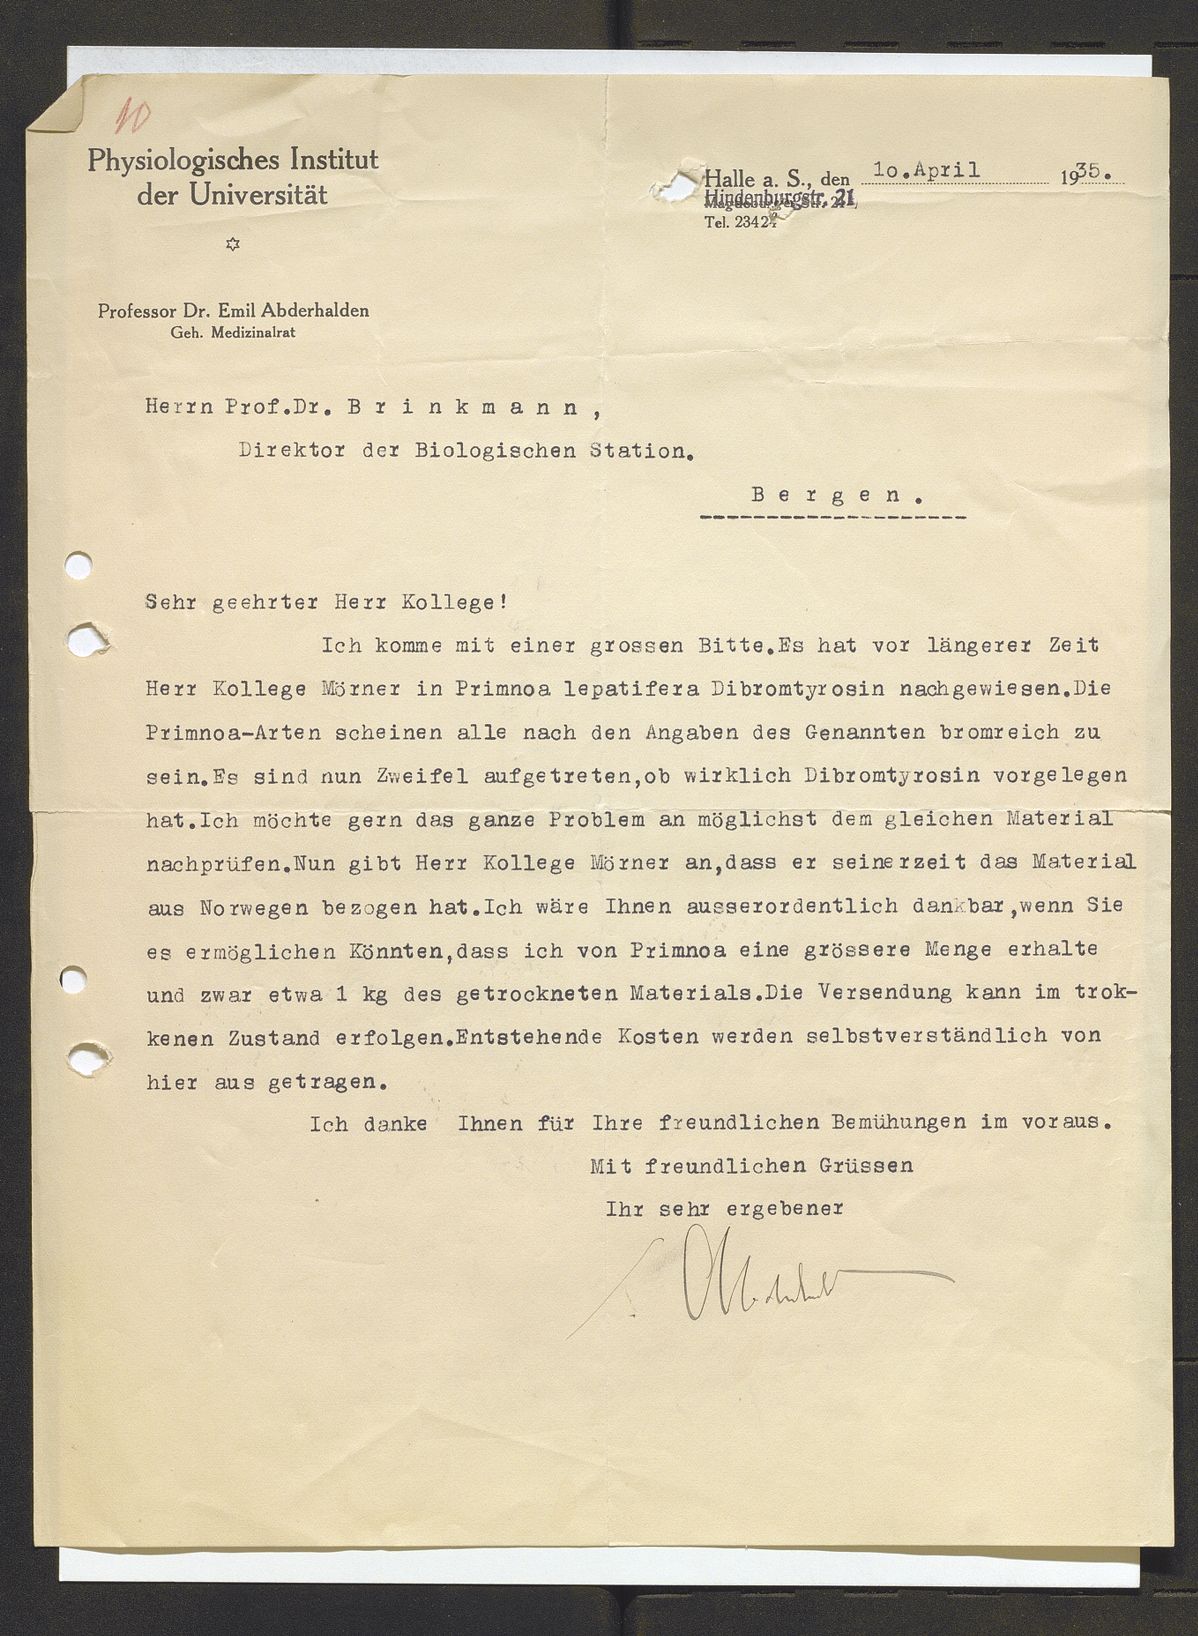 10
Physiologisches Institut
der Universität
Professor Dr. Emil Abderhalden
Geh. Medizinalrat
Halle a. S., den 1o.April 1935.
Hindenburgstr. 21
Tel. 23424
Herrn Prof.Dr. B r i n k m a n n ,
Direktor der Biologischen Station.
B e r g e n .
Sehr geehrter Herr Kollege!
Ich komme mit einer grossen Bitte.Es hat vor längerer Zeit
Herr Kollege Mörner in Primnoa lepatifera Dibromtyrosin nachgewiesen.Die
Primnoa-Arten scheinen alle nach den Angaben des Genannten bromreich zu
sein.Es sind nun Zweifel aufgetreten,ob wirklich Dibromtyrosin vorgelegen
hat.Ich möchte gern das ganze Problem an möglichst dem gleichen Material
nachprüfen.Nun gibt Herr Kollege Mörner an,dass er seinerzeit das Material
aus Norwegen bezogen hat.Ich wäre Ihnen ausserordentlich dankbar,wenn Sie
es ermöglichen Könnten,dass ich von Primnoa eine grössere Menge erhalte
und zwar etwa 1 kg des getrockneten Materials.Die Versendung kann im trok-
kenen Zustand erfolgen.Entstehende Kosten werden selbstverständlich von
hier aus getragen.
Ich danke Ihnen für Ihre freundlichen Bemühungen im voraus.
Mit freundlichen Grüssen
Ihr sehr ergebener